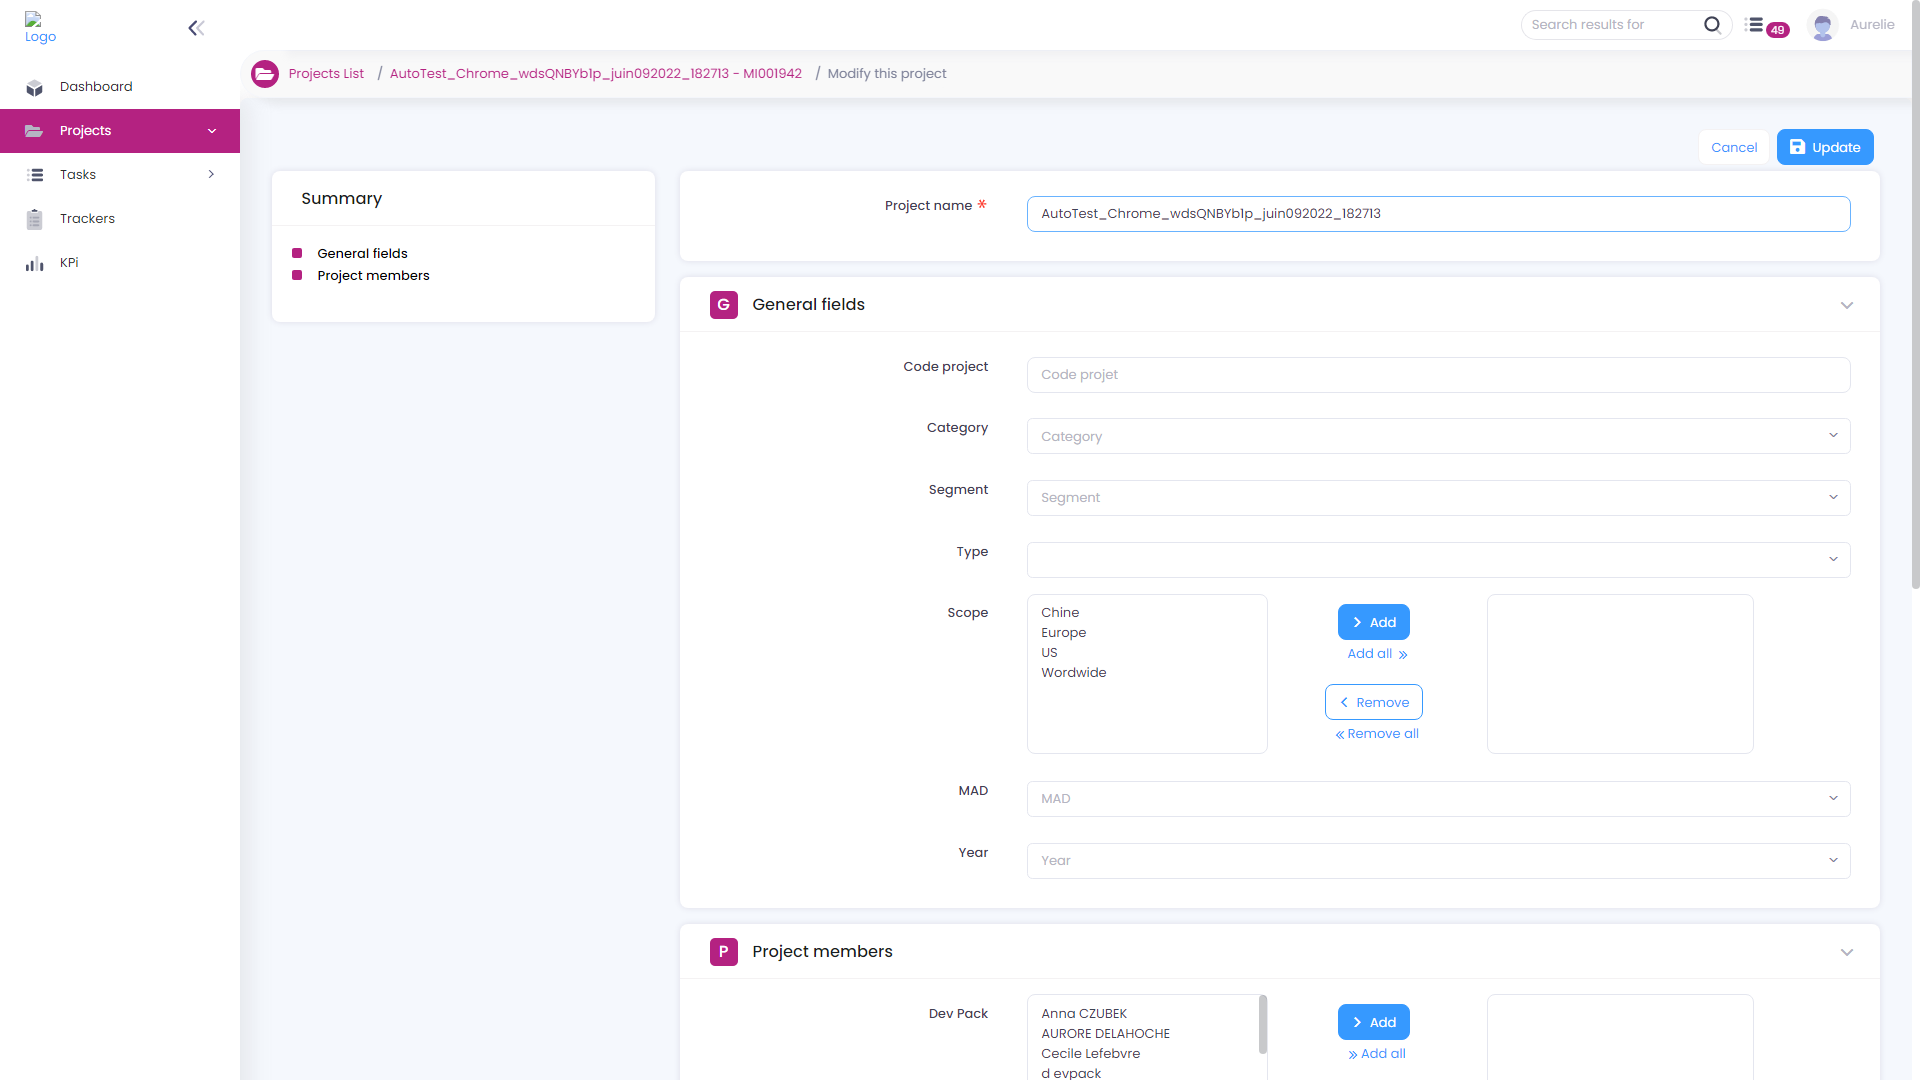 Logo
Search results for
49
Aurelie
Dashboard
Projects
Tasks
Trackers
KPi
Projects List / AutoTest_Chrome_wdsQNBYb1p_juin092022_182713 - MI001942 / Modify this project
Cancel
Update
Summary
General fields
Project members
Project name *
AutoTest_Chrome_wdsQNBYb1p_juin092022_182713
G General fields
Code project
Code projet
Category
Category
Segment
Segment
Type
Scope
Chine
Europe
US
Wordwide
Add
Add all
Remove
Remove all
MAD
MAD
Year
Year
P Project members
Dev Pack
Anna CZUBEK
AURORE DELAHOCHE
Cecile Lefebvre
d evpack
Add
Add all